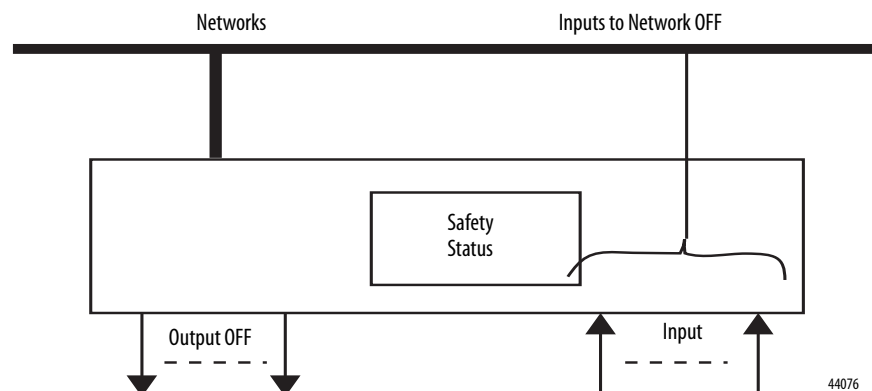 Networks
Inputs to Network OFF
Safety
Status
Output OFF
Input
44076